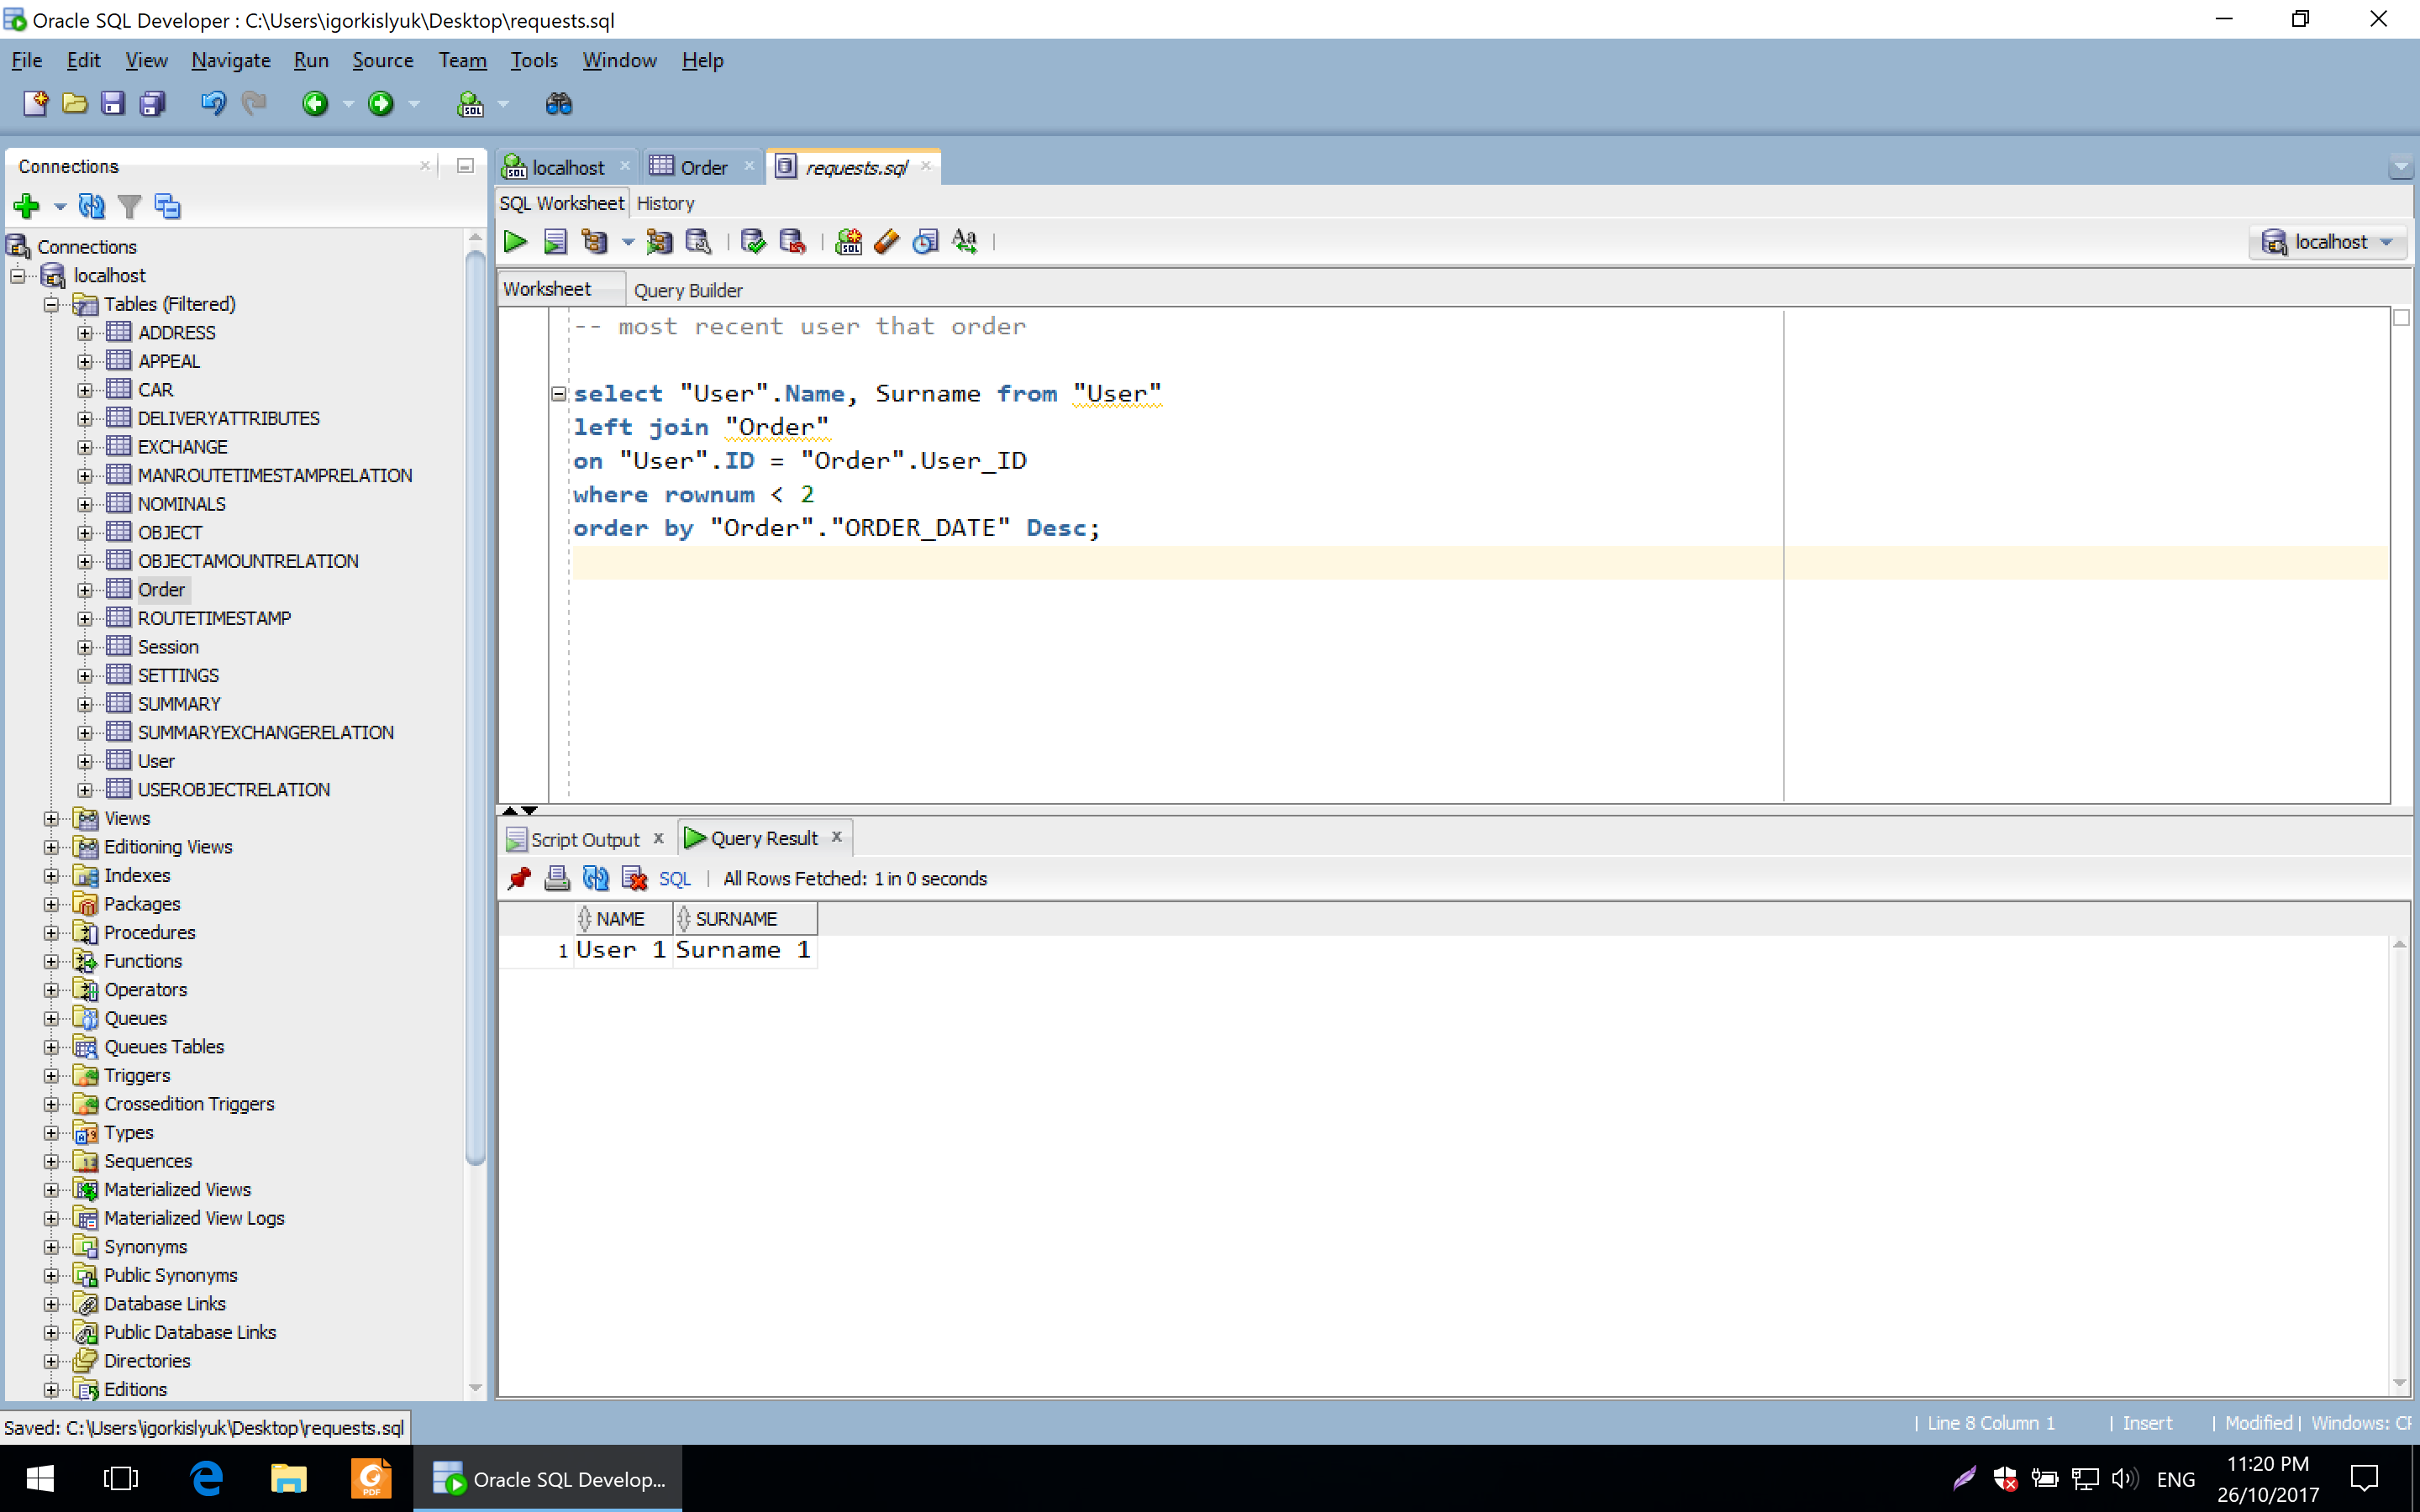 Oracle SQL Developer : C:\Users\igorkislyuk\Desktop\requests.sql
File Edit View Navigate Run Source Team Tools Window Help
Connections
localhost
Order
requests.sql
SQL Worksheet
History
localhost
Worksheet
Query Builder
Connections
localhost
Tables (Filtered)
ADDRESS
APPEAL
CAR
DELIVERYATTRIBUTES
EXCHANGE
MANROUTETIMESTAMPRELATION
NOMINALS
OBJECT
OBJECTAMOUNTRELATION
Order
ROUTETIMESTAMP
Session
SETTINGS
SUMMARY
SUMMARYEXCHANGERELATION
User
USEROBJECTRELATION
Views
Editioning Views
Indexes
Packages
Procedures
Functions
Operators
Queues
Queues Tables
Triggers
Crossedition Triggers
Types
Sequences
Materialized Views
Materialized View Logs
Synonyms
Public Synonyms
Database Links
Public Database Links
Directories
Editions
-- most recent user that order
select "User".Name, Surname from "User"
left join "Order"
on "User".ID = "Order".User_ID
where rownum < 2
order by "Order"."ORDER_DATE" Desc;
Script Output
Query Result
SQL | All Rows Fetched: 1 in 0 seconds
NAME SURNAME
1 User 1 Surname 1
Saved: C:\Users\igorkislyuk\Desktop\requests.sql
| Line 8 Column 1 | Insert | Modified | Windows:
Oracle SQL Develop...
ENG
11:20 PM
26/10/2017